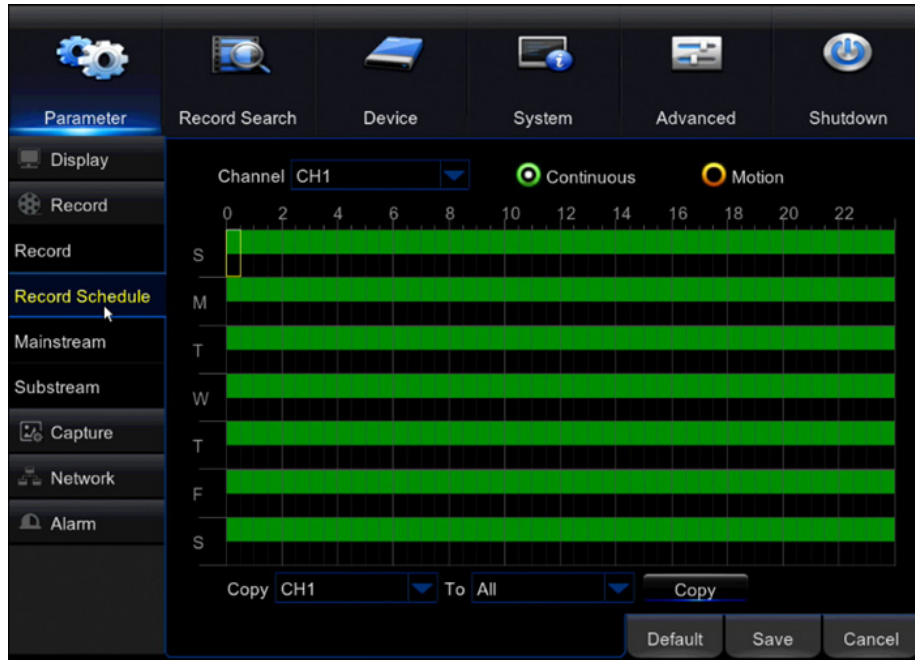 Parameter Record Search Device System Advanced Shutdown
Display
Record
Record
Record Schedule
Mainstream
Substream
Capture
Network
Alarm
Channel CH1 Continuous Motion
0 2 4 6 8 10 12 14 16 18 20 22
S
M
T
W
T
F
S
Copy CH1 To All Copy
Default Save Cancel